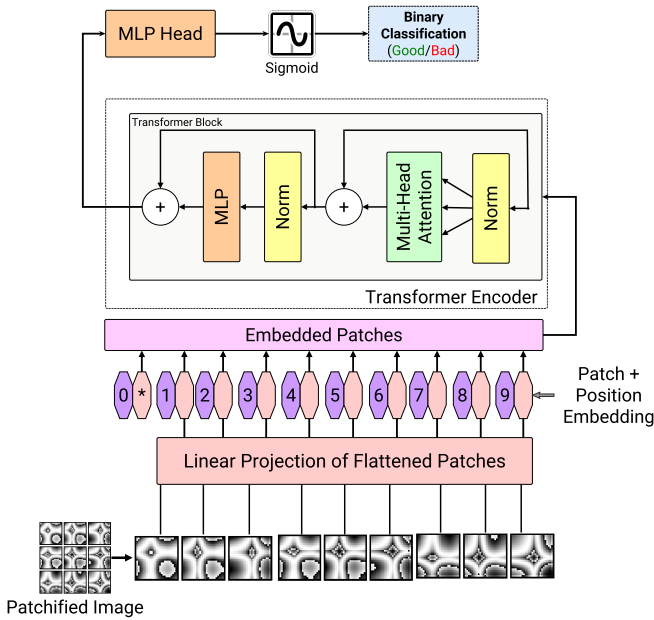 MLP Head
Sigmoid
Binary
Classification
(Good/Bad)
Transformer Block
MLP
Norm
Multi-Head
Attention
Norm
Transformer Encoder
Embedded Patches
0 * 1 2 3 4 5 6 7 8 9
Patch +
Position
Embedding
Linear Projection of Flattened Patches
Patchified Image